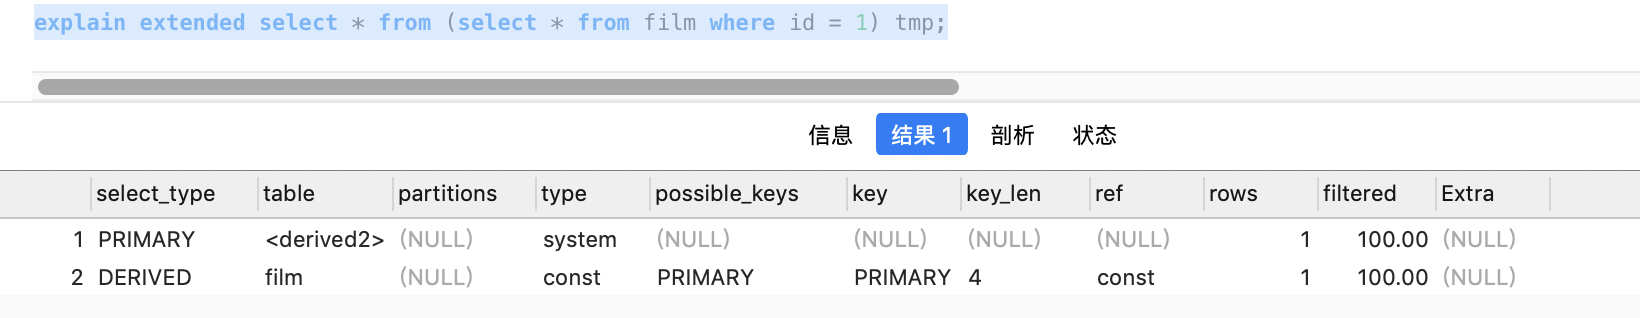 explain extended select * from (select * from film where id = 1) tmp;
信息 结果 1 剖析 状态
select_type table partitions type possible_keys key key_len ref rows filtered Extra
1 PRIMARY <derived2> (NULL) system (NULL) (NULL) (NULL) (NULL) 1 100.00 (NULL)
2 DERIVED film (NULL) const PRIMARY PRIMARY 4 const 1 100.00 (NULL)